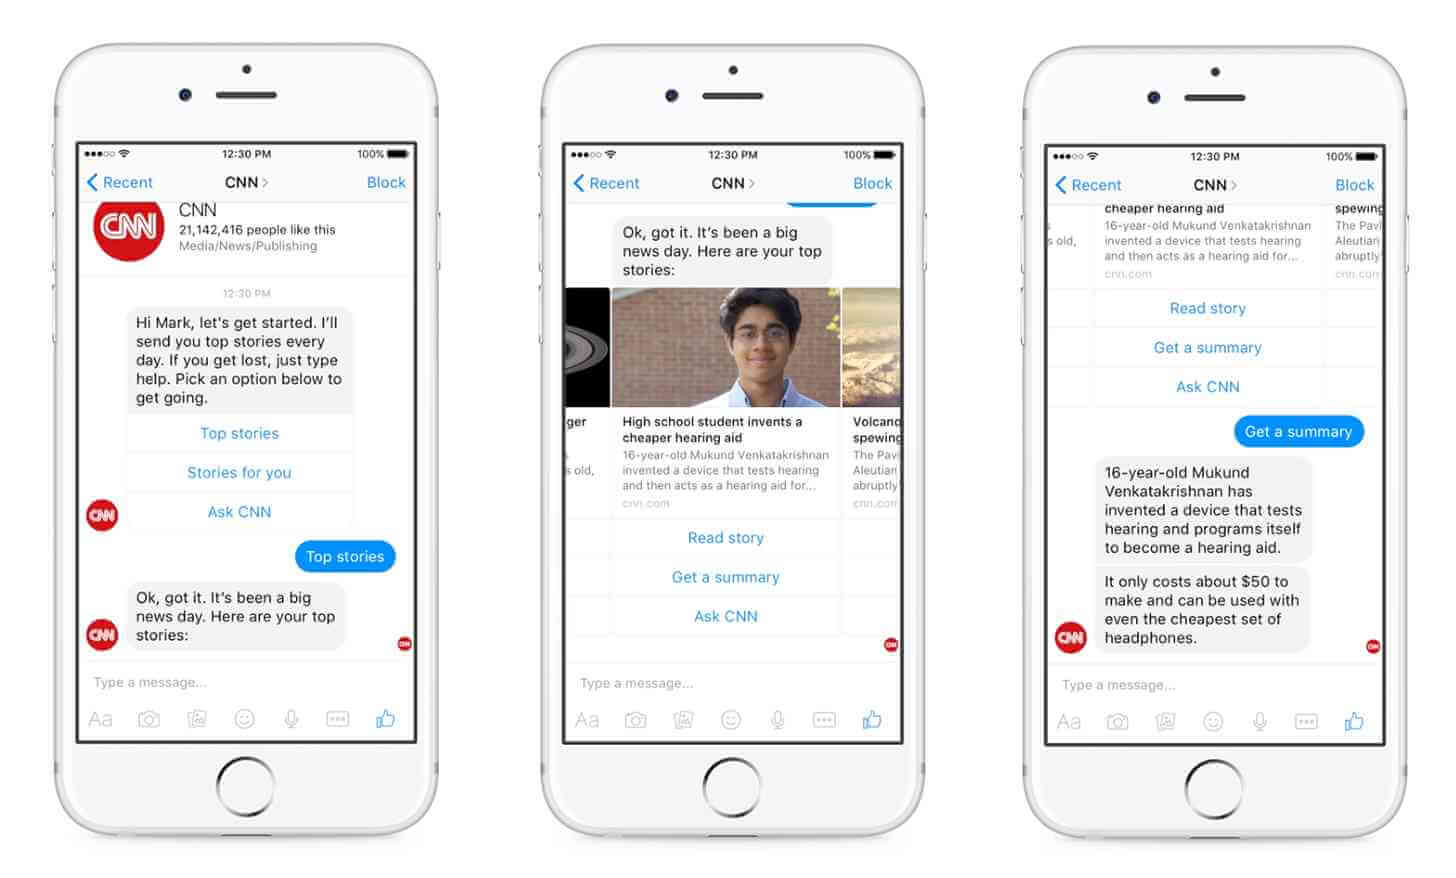 12:30 PM
100%
Recent
CNN
Block
CNN
CNN
21,142,416 people like this
Media/News/Publishing
12:30 PM
Hi Mark, let's get started. I'll
send you top stories every
day. If you get lost, just type
help. Pick an option below to
get going.
Top stories
Stories for you
Ask CNN
CNN
Top stories
Ok, got it. It's been a big
news day. Here are your top
stories:
CNN
CNN
Type a message...
Aa
12:30 PM
100%
Recent
CNN
Block
Ok, got it. It's been a big
news day. Here are your top
stories:
ger
s old,
High school student invents a
cheaper hearing aid
16-year-old Mukund Venkatakrishnan
invented a device that tests hearing
and then acts as a hearing aid for...
cnn.com
Volcano
spewing
The Pavl
Aleutian
abruptly
cnn.com
Read story
Get a summary
Ask CNN
CNN
Type a message...
Aa
12:30 PM
100%
Recent
CNN
Block
s old,
cheaper hearing aid
16-year-old Mukund Venkatakrishnan
invented a device that tests hearing
and then acts as a hearing aid for...
cnn.com
spewing
The Pavl
Aleutian
abruptly
cnn.com
Read story
Get a summary
Ask CNN
Get a summary
16-year-old Mukund
Venkatakrishnan has
invented a device that tests
hearing and programs itself
to become a hearing aid.
It only costs about $50 to
make and can be used with
even the cheapest set of
headphones.
CNN
CNN
Type a message...
Aa